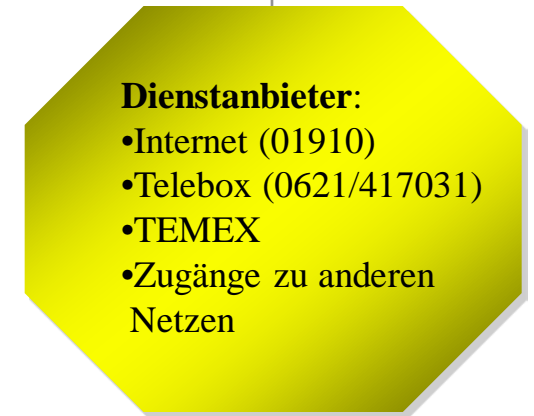 Dienstanbieter:
•Internet (01910)
•Telebox (0621/417031)
•TEMEX
•Zugänge zu anderen
Netzen